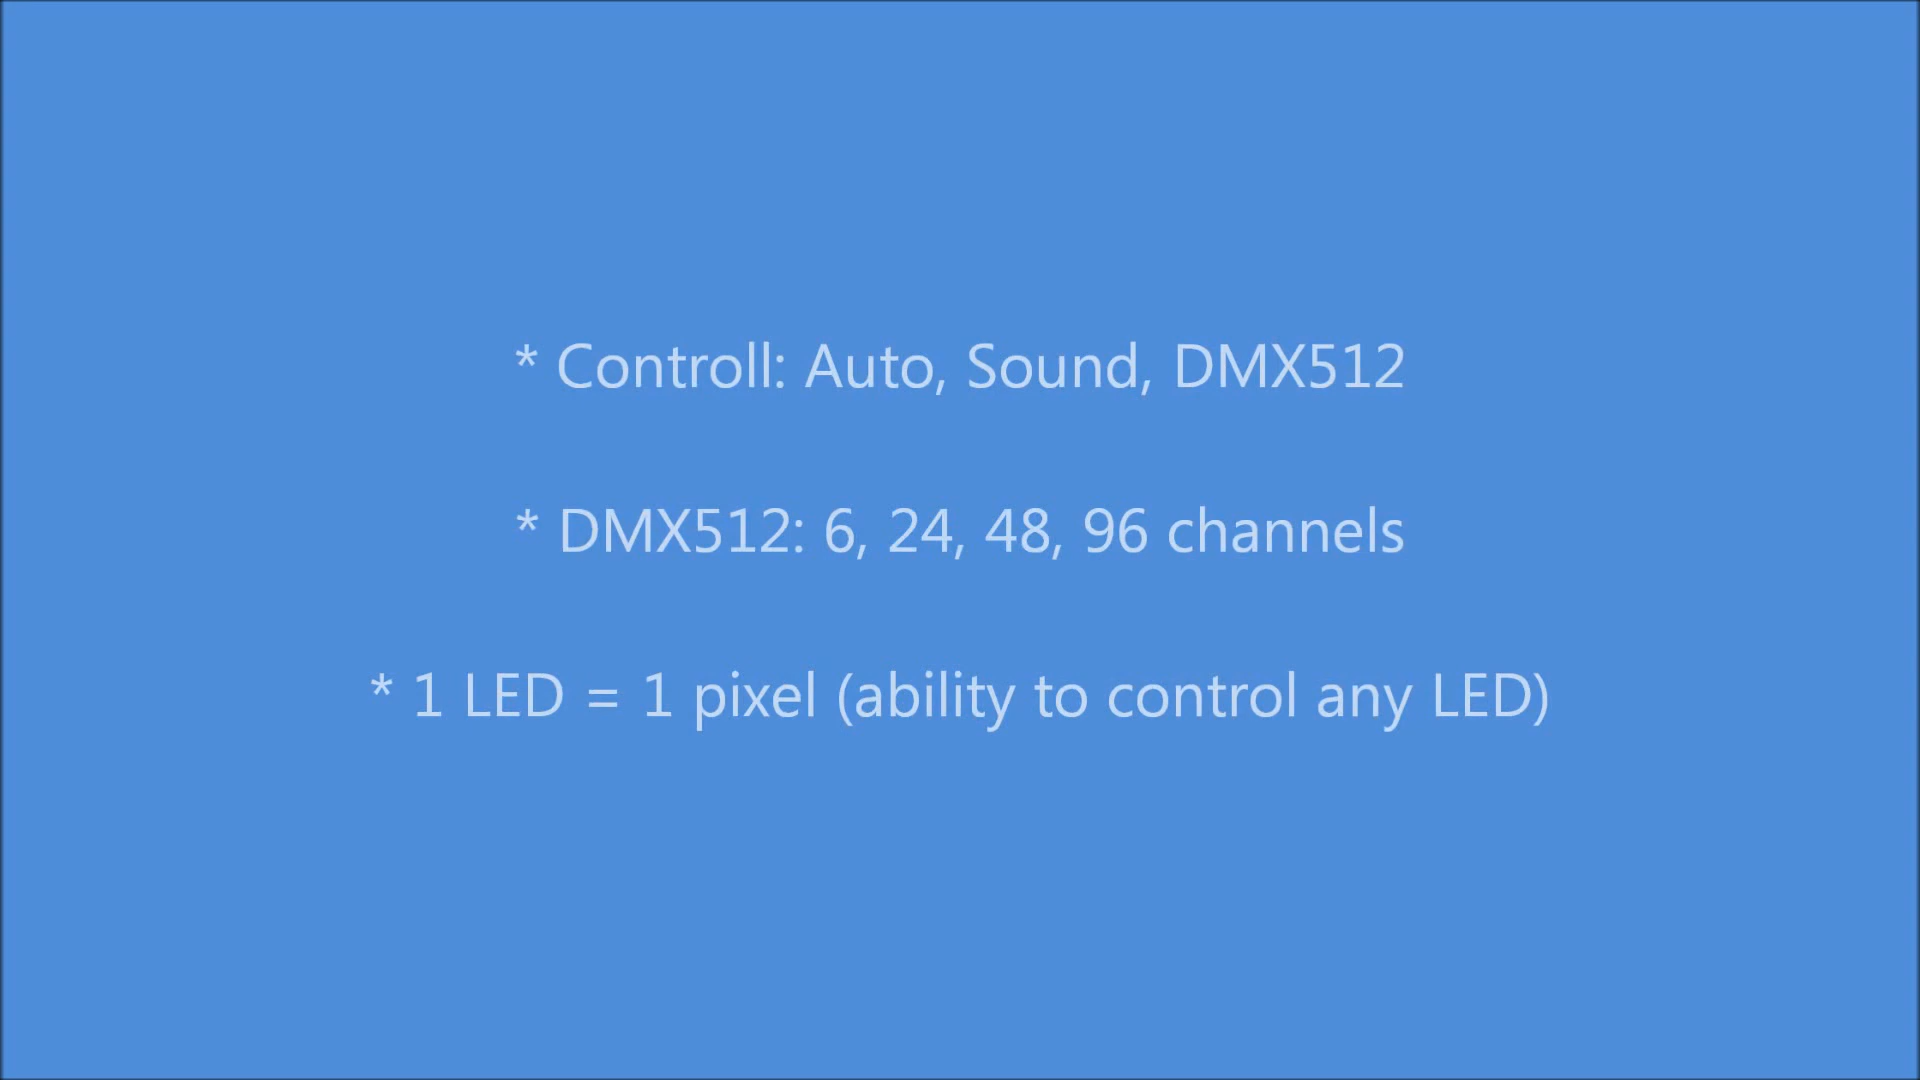 * Controll: Auto, Sound, DMX512
* DMX512: 6, 24, 48, 96 channels
* 1 LED = 1 pixel (ability to control any LED)